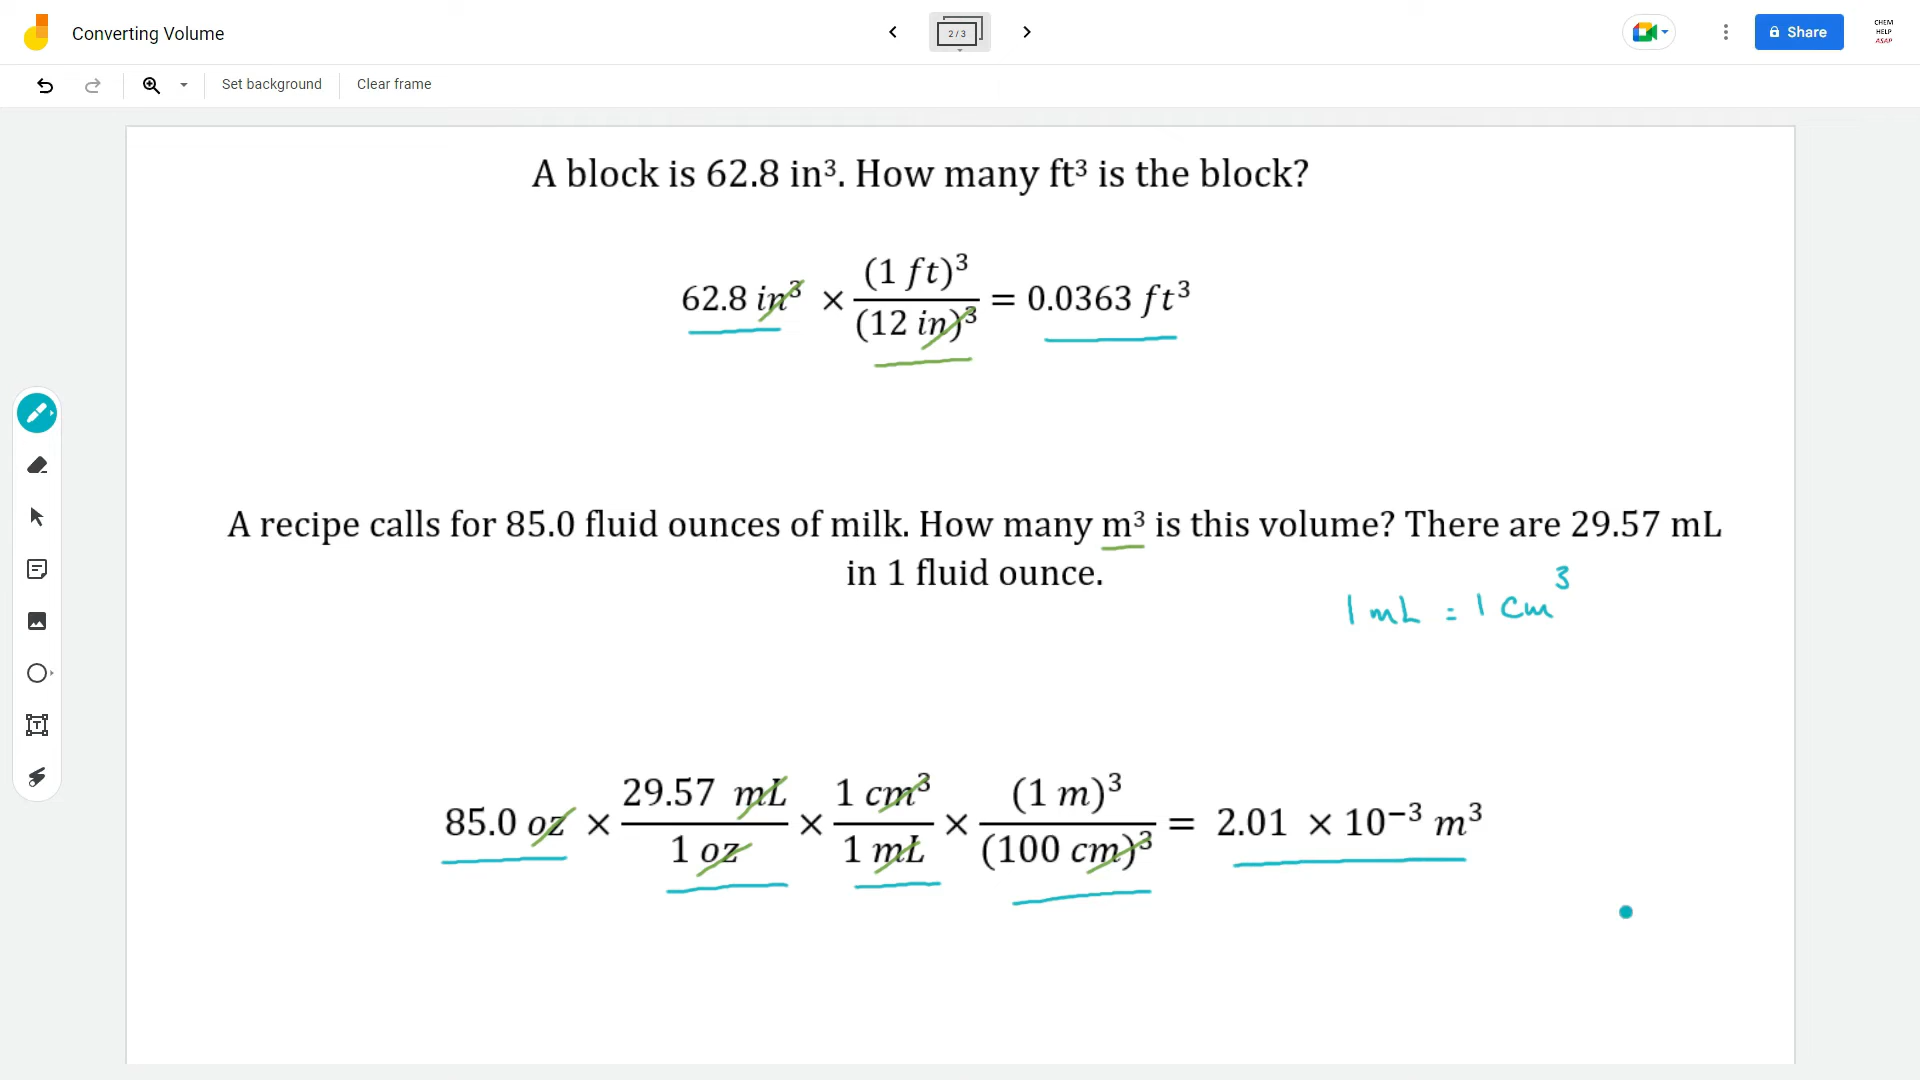 Converting Volume
2 / 3
Share
CHEM
HELP
ASAP
Set background
Clear frame
A block is 62.8 in³. How many ft³ is the block?
62.8 in³ × (1 ft)³ / (12 in)³ = 0.0363 ft³
A recipe calls for 85.0 fluid ounces of milk. How many m³ is this volume? There are 29.57 mL
in 1 fluid ounce.
1 mL = 1 cm³
85.0 oz × 29.57 mL / 1 oz × 1 cm³ / 1 mL × (1 m)³ / (100 cm)³ = 2.01 × 10⁻³ m³